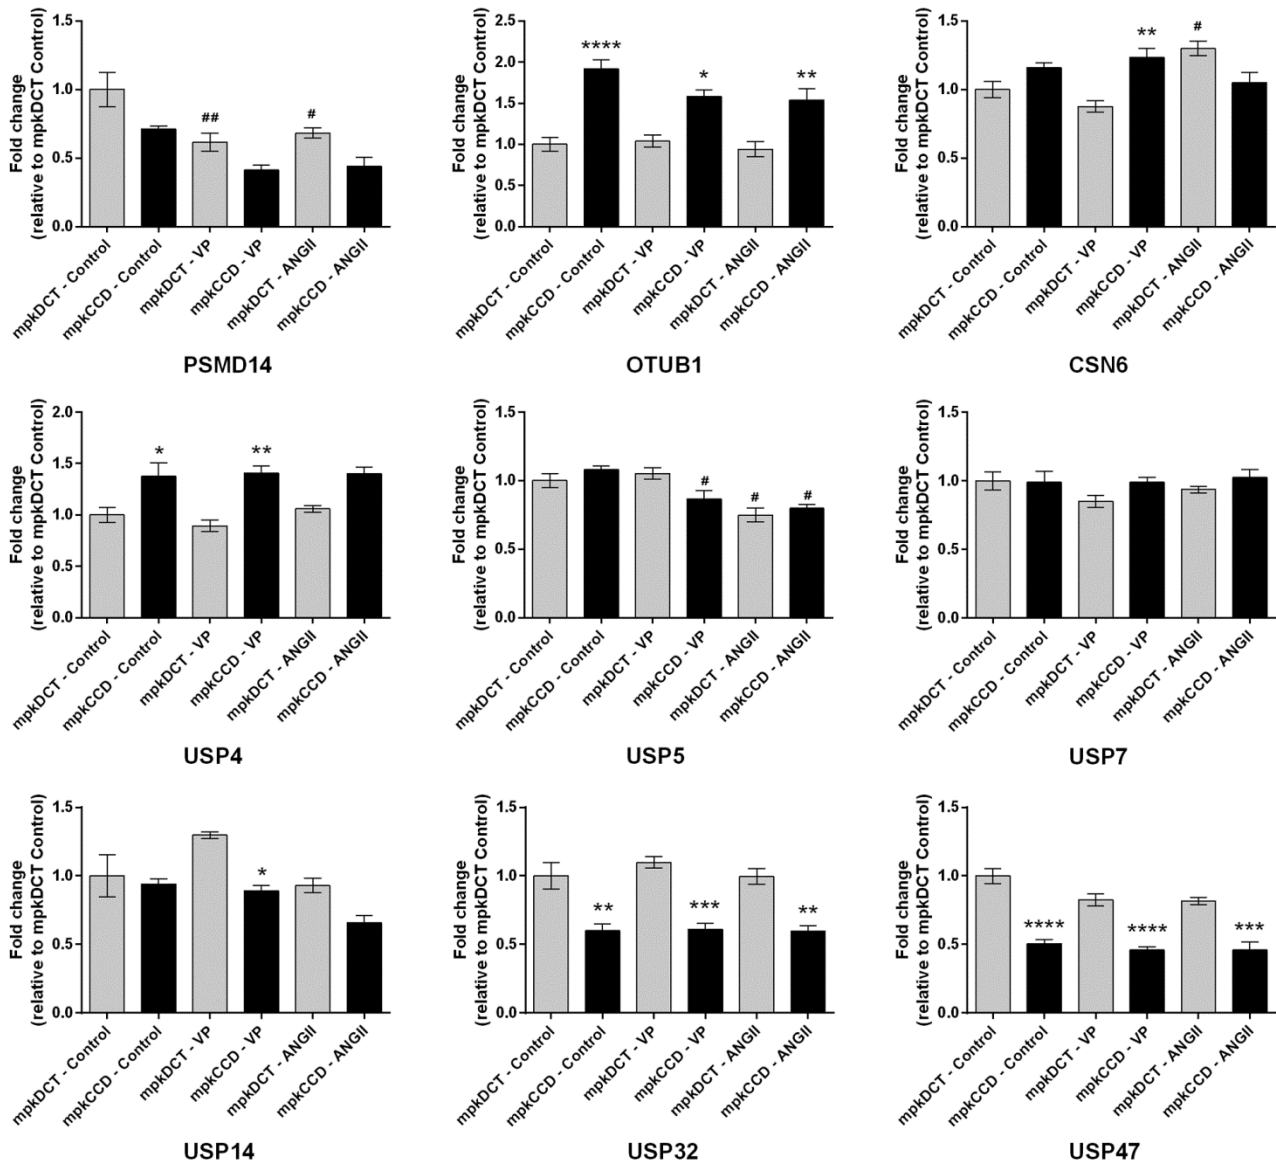 Fold change
(relative to mpkDCT Control)
1.5
1.0
0.5
0.0
##
#
mpkDCT - Control
mpkCCD - Control
mpkDCT - VP
mpkCCD - VP
mpkDCT - ANGII
mpkCCD - ANGII
PSMD14
Fold change
(relative to mpkDCT Control)
2.5
2.0
1.5
1.0
0.5
0.0
****
*
**
mpkDCT - Control
mpkCCD - Control
mpkDCT - VP
mpkCCD - VP
mpkDCT - ANGII
mpkCCD - ANGII
OTUB1
Fold change
(relative to mpkDCT Control)
1.5
1.0
0.5
0.0
**
#
mpkDCT - Control
mpkCCD - Control
mpkDCT - VP
mpkCCD - VP
mpkDCT - ANGII
mpkCCD - ANGII
CSN6
Fold change
(relative to mpkDCT Control)
2.0
1.5
1.0
0.5
0.0
*
**
mpkDCT - Control
mpkCCD - Control
mpkDCT - VP
mpkCCD - VP
mpkDCT - ANGII
mpkCCD - ANGII
USP4
Fold change
(relative to mpkDCT Control)
1.5
1.0
0.5
0.0
#
#
#
mpkDCT - Control
mpkCCD - Control
mpkDCT - VP
mpkCCD - VP
mpkDCT - ANGII
mpkCCD - ANGII
USP5
Fold change
(relative to mpkDCT Control)
1.5
1.0
0.5
0.0
mpkDCT - Control
mpkCCD - Control
mpkDCT - VP
mpkCCD - VP
mpkDCT - ANGII
mpkCCD - ANGII
USP7
Fold change
(relative to mpkDCT Control)
1.5
1.0
0.5
0.0
*
mpkDCT - Control
mpkCCD - Control
mpkDCT - VP
mpkCCD - VP
mpkDCT - ANGII
mpkCCD - ANGII
USP14
Fold change
(relative to mpkDCT Control)
1.5
1.0
0.5
0.0
**
***
**
mpkDCT - Control
mpkCCD - Control
mpkDCT - VP
mpkCCD - VP
mpkDCT - ANGII
mpkCCD - ANGII
USP32
Fold change
(relative to mpkDCT Control)
1.5
1.0
0.5
0.0
****
****
***
mpkDCT - Control
mpkCCD - Control
mpkDCT - VP
mpkCCD - VP
mpkDCT - ANGII
mpkCCD - ANGII
USP47